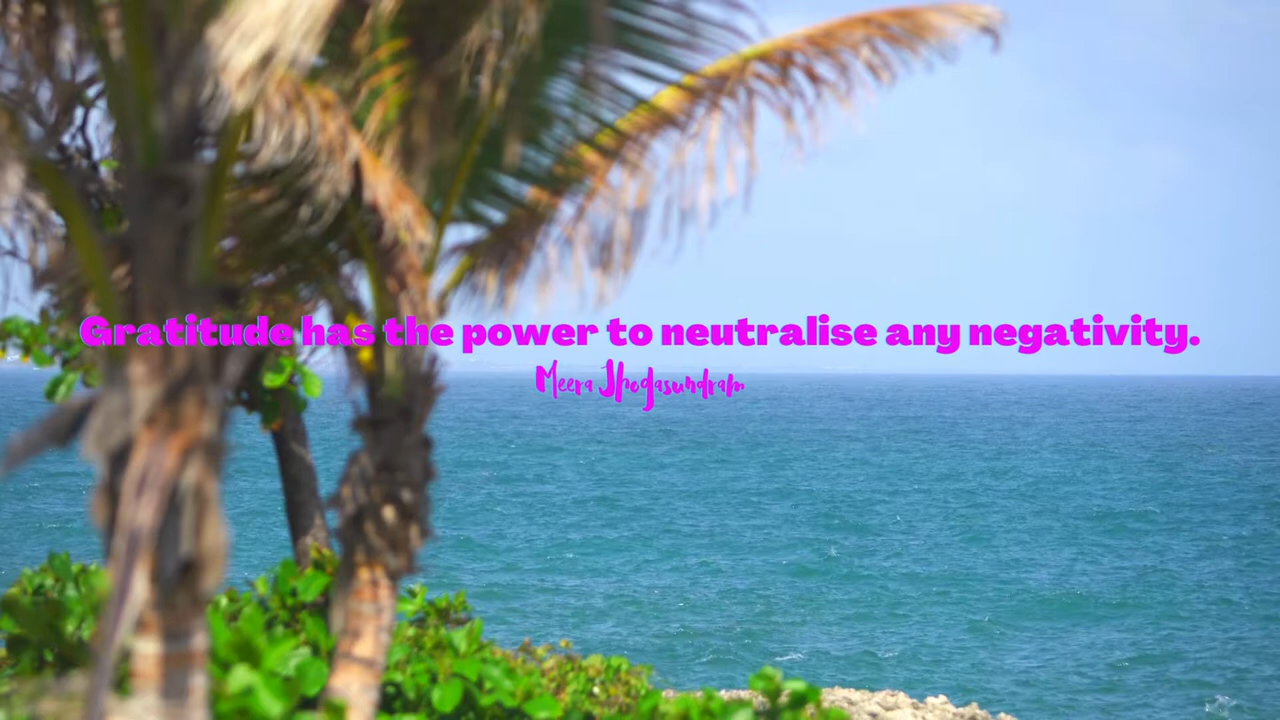 Gratitude has the power to neutralise any negativity.
Meera Jhogasundram